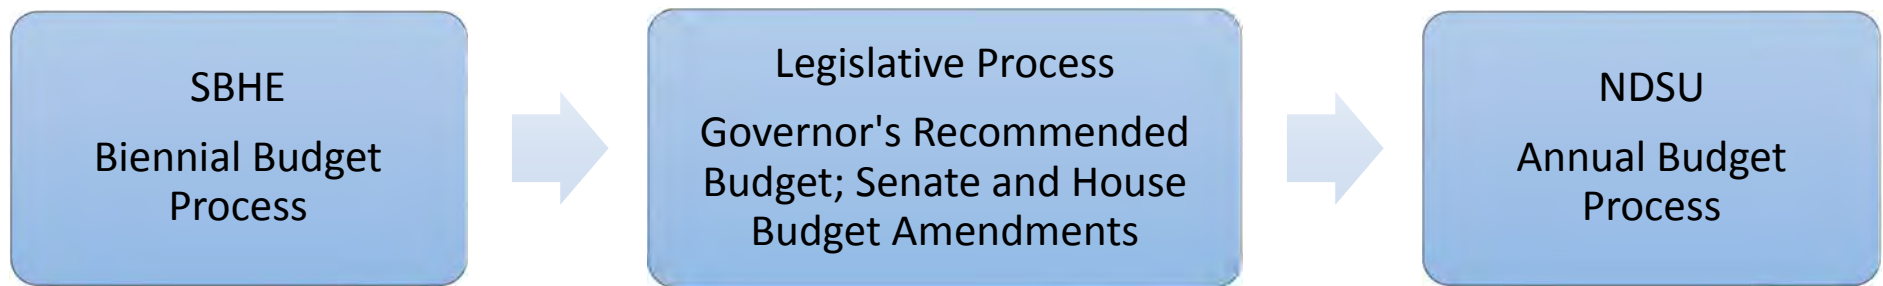 SBHE
Biennial Budget
Process
Legislative Process
Governor's Recommended
Budget; Senate and House
Budget Amendments
NDSU
Annual Budget
Process